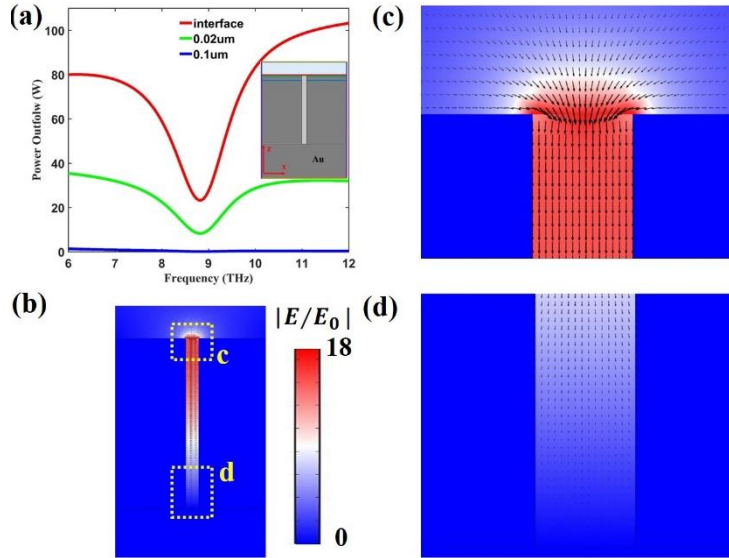 (a)
interface
0.02um
0.1um
Power Outfolw (W)
100
80
60
40
20
0
6
7
8
9
10
11
12
Frequency (THz)
z
x
Au
(b)
c
d
|E/E₀|
18
0
(c)
(d)